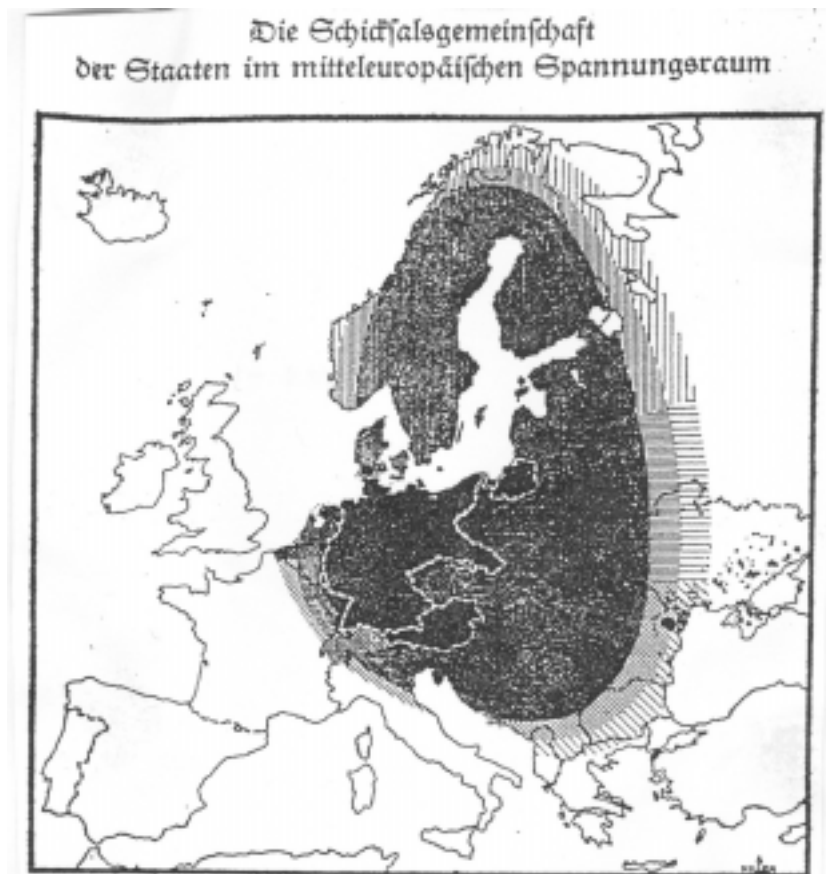 Die Schicksalsgemeinschaft
der Staaten im mitteleuropäischen Spannungsraum